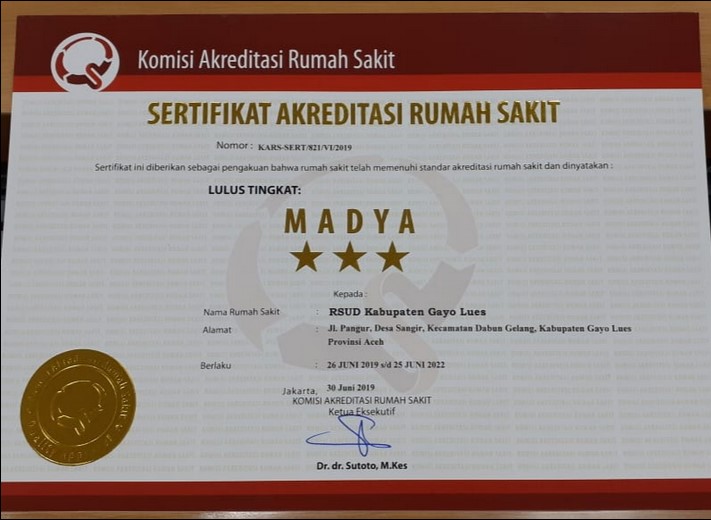 Komisi Akreditasi Rumah Sakit
SERTIFIKAT AKREDITASI RUMAH SAKIT
Nomor : KARS-SERT/821/VI/2019
Sertifikat ini diberikan sebagai pengakuan bahwa rumah sakit telah memenuhi standar akreditasi rumah sakit dan dinyatakan :
LULUS TINGKAT:
MADYA
Kepada :
Nama Rumah Sakit : RSUD Kabupaten Gayo Lues
Alamat : Jl. Pangur, Desa Sangir, Kecamatan Dabun Gelang, Kabupaten Gayo Lues
Provinsi Aceh
Berlaku : 26 JUNI 2019 s/d 25 JUNI 2022
Jakarta, 30 Juni 2019
KOMISI AKREDITASI RUMAH SAKIT
Ketua Eksekutif
Dr. dr. Sutoto, M.Kes